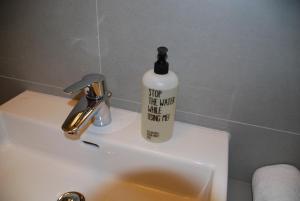 STOP
THE WATER
WHILE
USING ME!